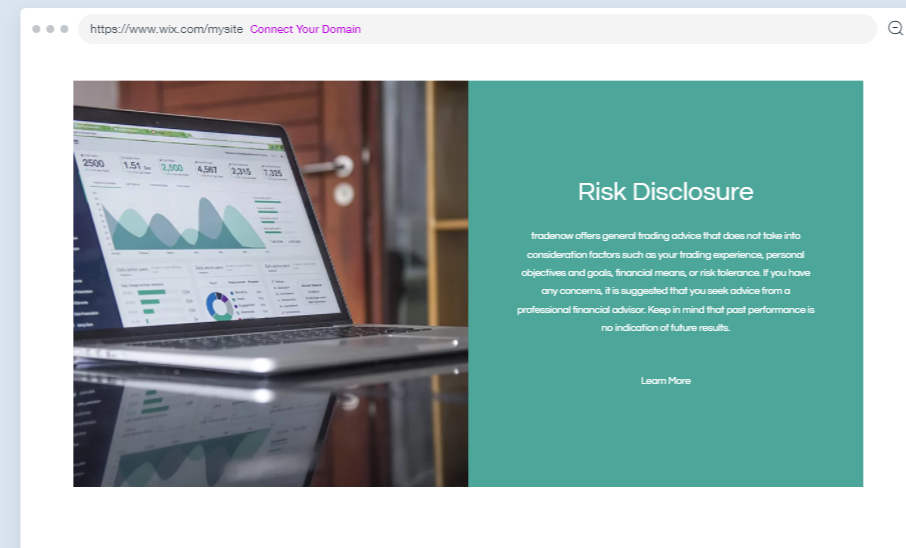 https://www.wix.com/mysite Connect Your Domain
2500
1.51
2,500
4,567
2,315
7,325
Risk Disclosure
tradenow offers general trading advice that does not take into
consideration factors such as your trading experience, personal
objectives and goals, financial means, or risk tolerance. If you have
any concerns, it is suggested that you seek advice from a
professional financial advisor. Keep in mind that past performance is
no indication of future results.
Learn More